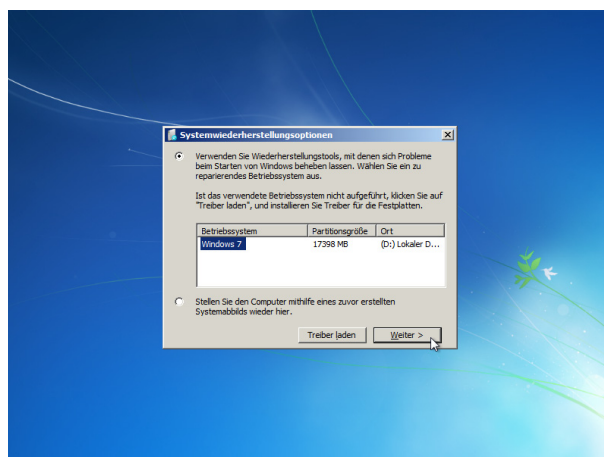 Systemwiederherstellungsoptionen
Verwenden Sie Wiederherstellungstools, mit denen sich Probleme
beim Starten von Windows beheben lassen. Wählen Sie ein zu
reparierendes Betriebssystem aus.
Ist das verwendete Betriebssystem nicht aufgeführt, klicken Sie auf
"Treiber laden", und installieren Sie Treiber für die Festplatten.
Betriebssystem Partitionsgröße Ort
Windows 7 17398 MB (D:) Lokaler D...
Stellen Sie den Computer mithilfe eines zuvor erstellten
Systemabbilds wieder hier.
Treiber laden Weiter >